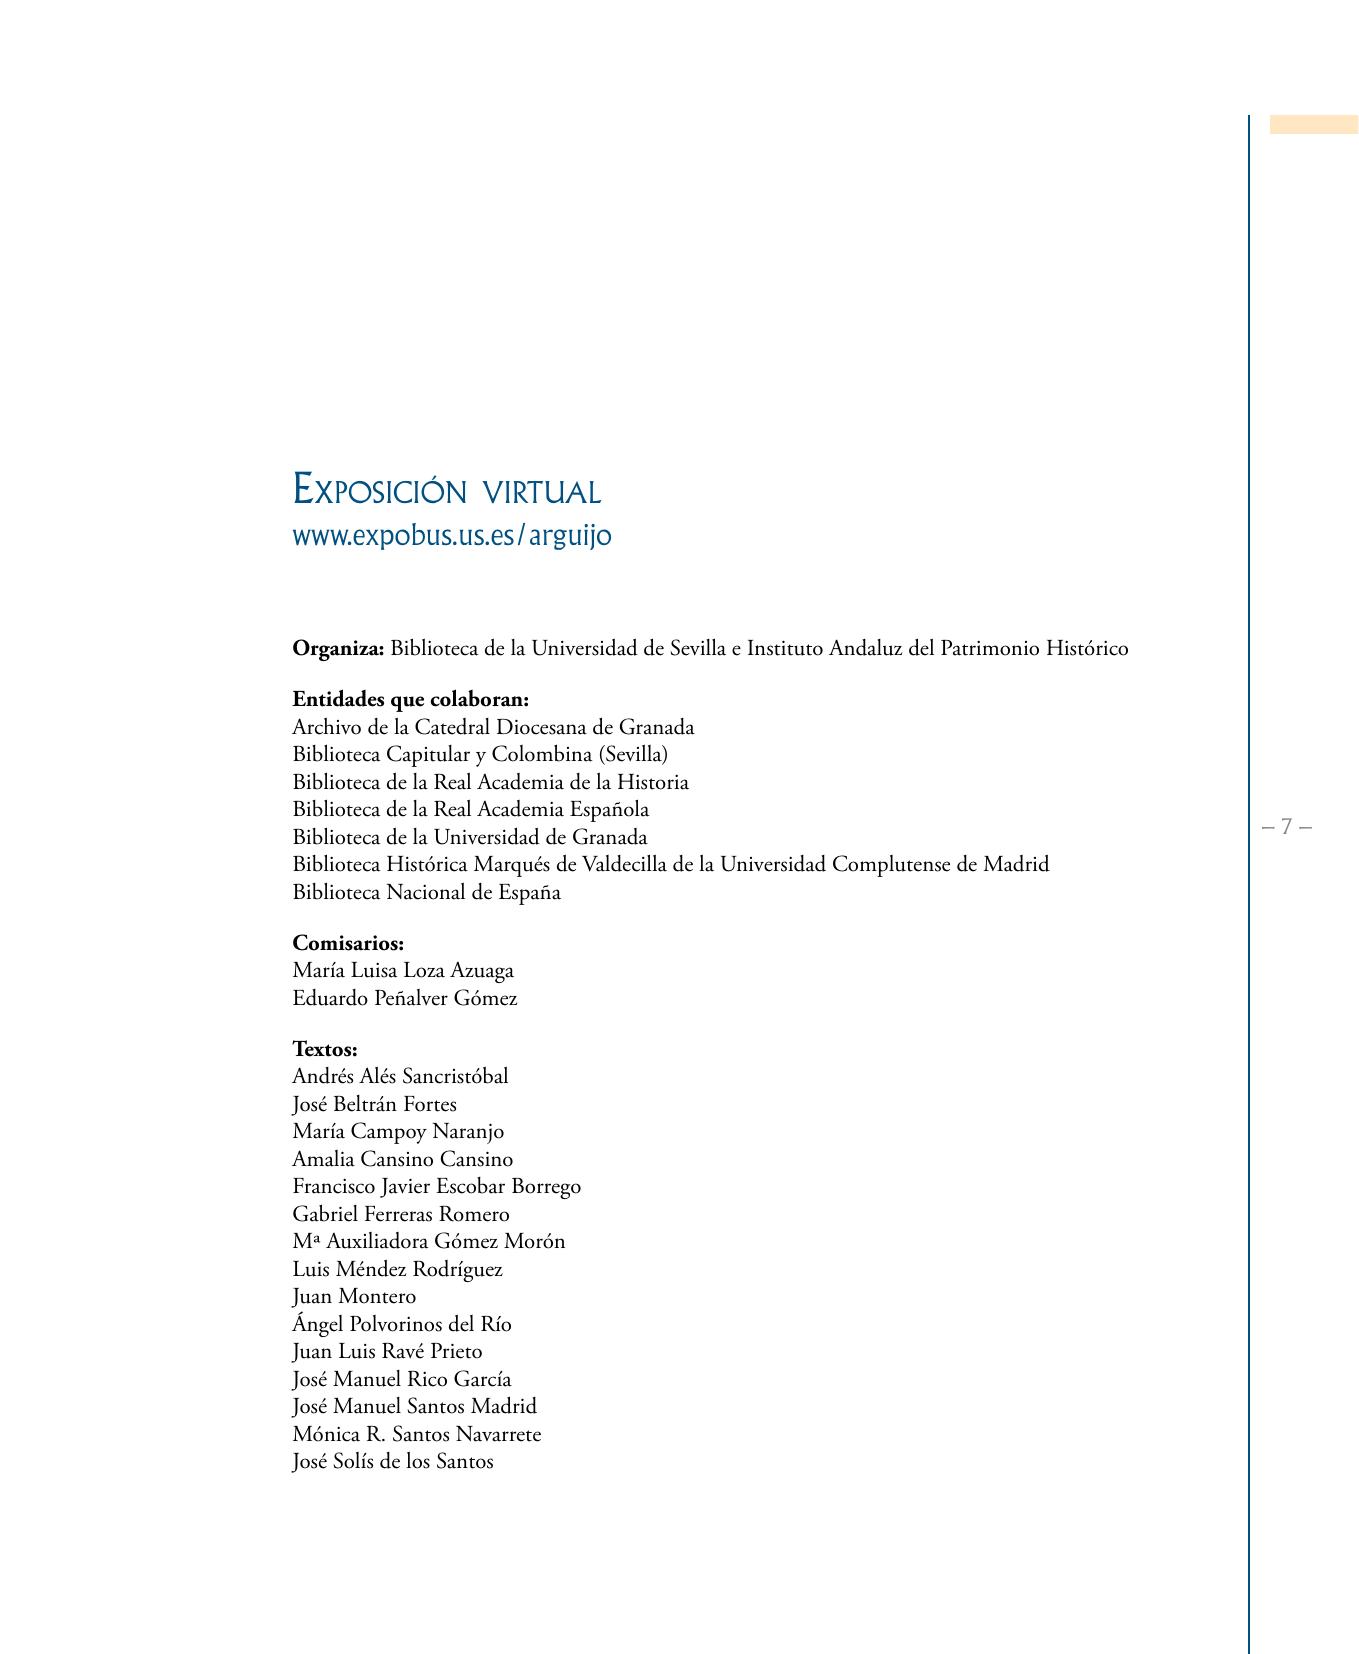 Exposición virtual
www.expobus.us.es/arguijo
Organiza: Biblioteca de la Universidad de Sevilla e Instituto Andaluz del Patrimonio Histórico
Entidades que colaboran:
Archivo de la Catedral Diocesana de Granada
Biblioteca Capitular y Colombina (Sevilla)
Biblioteca de la Real Academia de la Historia
Biblioteca de la Real Academia Española
Biblioteca de la Universidad de Granada
Biblioteca Histórica Marqués de Valdecilla de la Universidad Complutense de Madrid
Biblioteca Nacional de España
Comisarios:
María Luisa Loza Azuaga
Eduardo Peñalver Gómez
Textos:
Andrés Alés Sancristóbal
José Beltrán Fortes
María Campoy Naranjo
Amalia Cansino Cansino
Francisco Javier Escobar Borrego
Gabriel Ferreras Romero
Mª Auxiliadora Gómez Morón
Luis Méndez Rodríguez
Juan Montero
Ángel Polvorinos del Río
Juan Luis Ravé Prieto
José Manuel Rico García
José Manuel Santos Madrid
Mónica R. Santos Navarrete
José Solís de los Santos
– 7 –